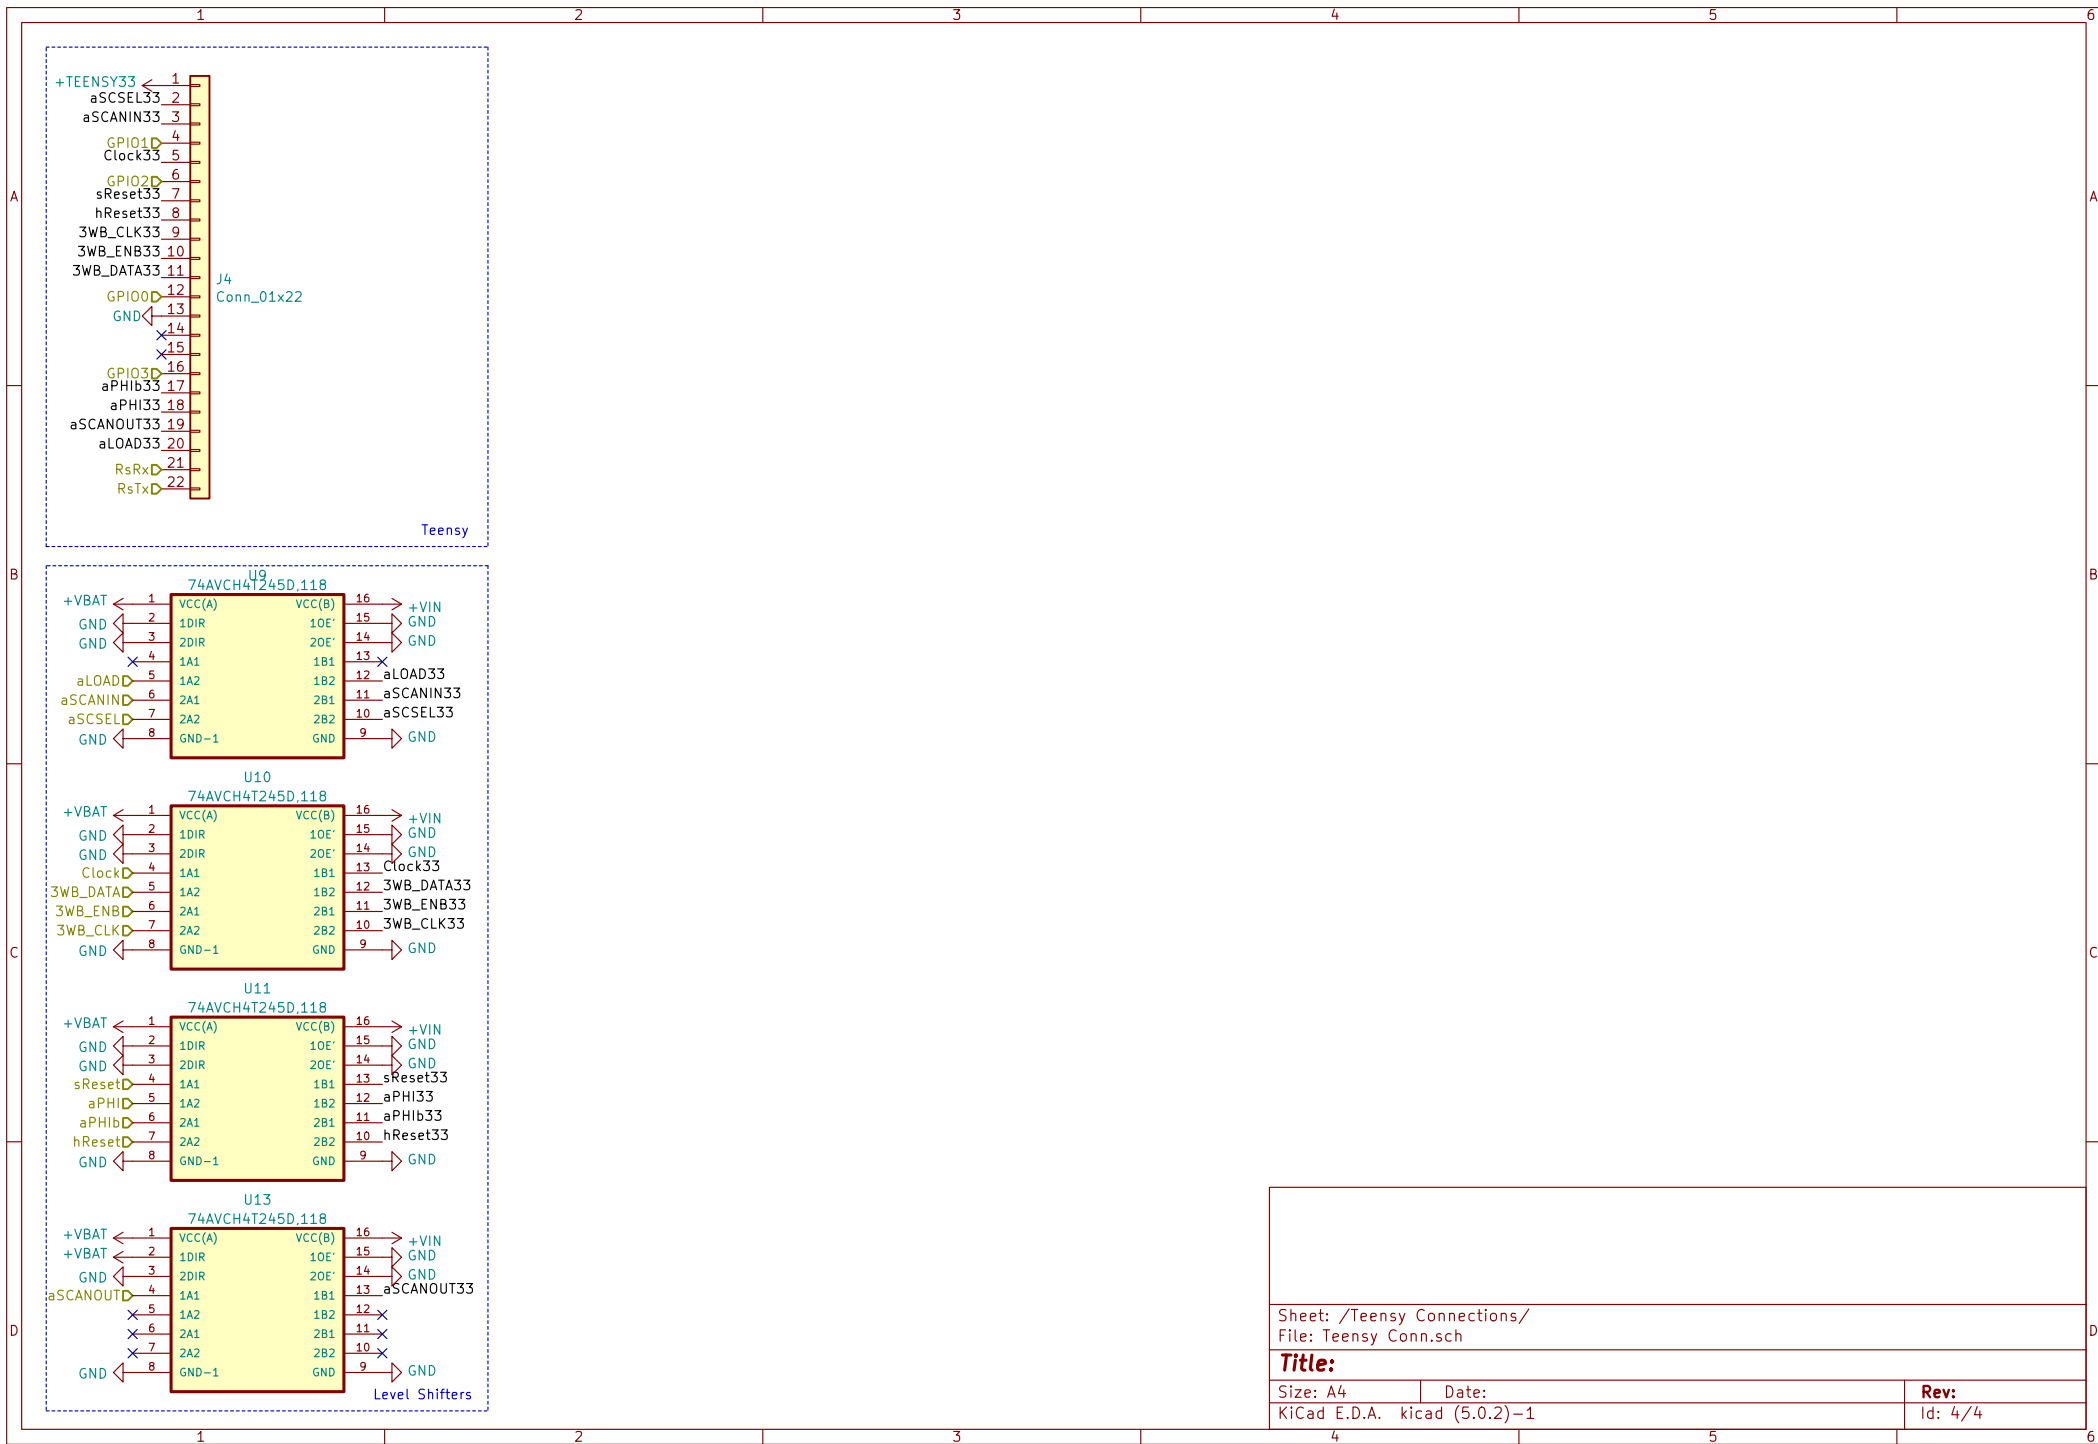 1 2 3 4 5 6
A A
B B
C C
D D
+TEENSY33 1
aSCSEL33 2
aSCANIN33 3
GPIO1 4
Clock33 5
GPIO2 6
sReset33 7
hReset33 8
3WB_CLK33 9
3WB_ENB33 10
3WB_DATA33 11
J4
GPIO0 12 Conn_01x22
GND 13
14
15
GPIO3 16
aPHIb33 17
aPHI33 18
aSCANOUT33 19
aLOAD33 20
RsRx 21
RsTx 22
Teensy
U9
74AVCH4T245D,118
+VBAT 1 VCC(A) VCC(B) 16 +VIN
GND 2 1DIR 1OE' 15 GND
GND 3 2DIR 2OE' 14 GND
4 1A1 1B1 13
aLOAD 5 1A2 1B2 12 aLOAD33
aSCANIN 6 2A1 2B1 11 aSCANIN33
aSCSEL 7 2A2 2B2 10 aSCSEL33
GND 8 GND-1 GND 9 GND
U10
74AVCH4T245D,118
+VBAT 1 VCC(A) VCC(B) 16 +VIN
GND 2 1DIR 1OE' 15 GND
GND 3 2DIR 2OE' 14 GND
Clock 4 1A1 1B1 13 Clock33
3WB_DATA 5 1A2 1B2 12 3WB_DATA33
3WB_ENB 6 2A1 2B1 11 3WB_ENB33
3WB_CLK 7 2A2 2B2 10 3WB_CLK33
GND 8 GND-1 GND 9 GND
U11
74AVCH4T245D,118
+VBAT 1 VCC(A) VCC(B) 16 +VIN
GND 2 1DIR 1OE' 15 GND
GND 3 2DIR 2OE' 14 GND
sReset 4 1A1 1B1 13 sReset33
aPHI 5 1A2 1B2 12 aPHI33
aPHIb 6 2A1 2B1 11 aPHIb33
hReset 7 2A2 2B2 10 hReset33
GND 8 GND-1 GND 9 GND
U13
74AVCH4T245D,118
+VBAT 1 VCC(A) VCC(B) 16 +VIN
+VBAT 2 1DIR 1OE' 15 GND
GND 3 2DIR 2OE' 14 GND
aSCANOUT 4 1A1 1B1 13 aSCANOUT33
5 1A2 1B2 12
6 2A1 2B1 11
7 2A2 2B2 10
GND 8 GND-1 GND 9 GND
Level Shifters
Sheet: /Teensy Connections/
File: Teensy Conn.sch
Title:
Size: A4 Date: Rev:
KiCad E.D.A. kicad (5.0.2)-1 Id: 4/4
1 2 3 4 5 6